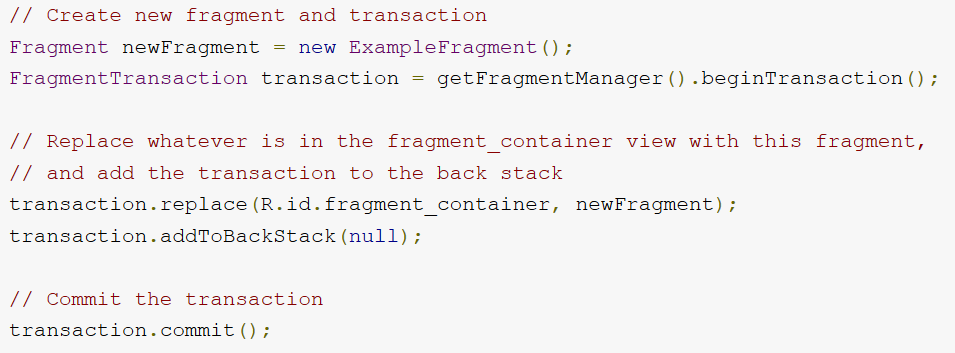 // Create new fragment and transaction
Fragment newFragment = new ExampleFragment();
FragmentTransaction transaction = getFragmentManager().beginTransaction();
// Replace whatever is in the fragment_container view with this fragment,
// and add the transaction to the back stack
transaction.replace(R.id.fragment_container, newFragment);
transaction.addToBackStack(null);
// Commit the transaction
transaction.commit();